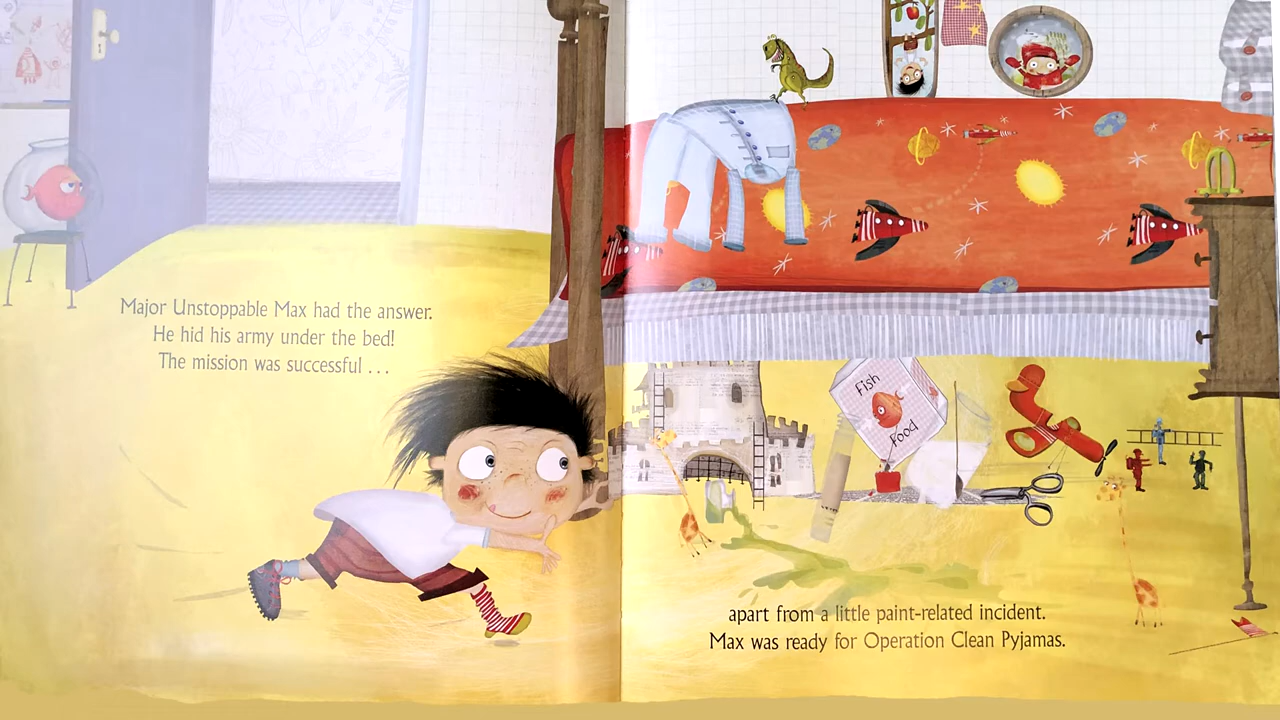 Major Unstoppable Max had the answer.
He hid his army under the bed!
The mission was successful . . .
Fish
Food
apart from a little paint-related incident.
Max was ready for Operation Clean Pyjamas.